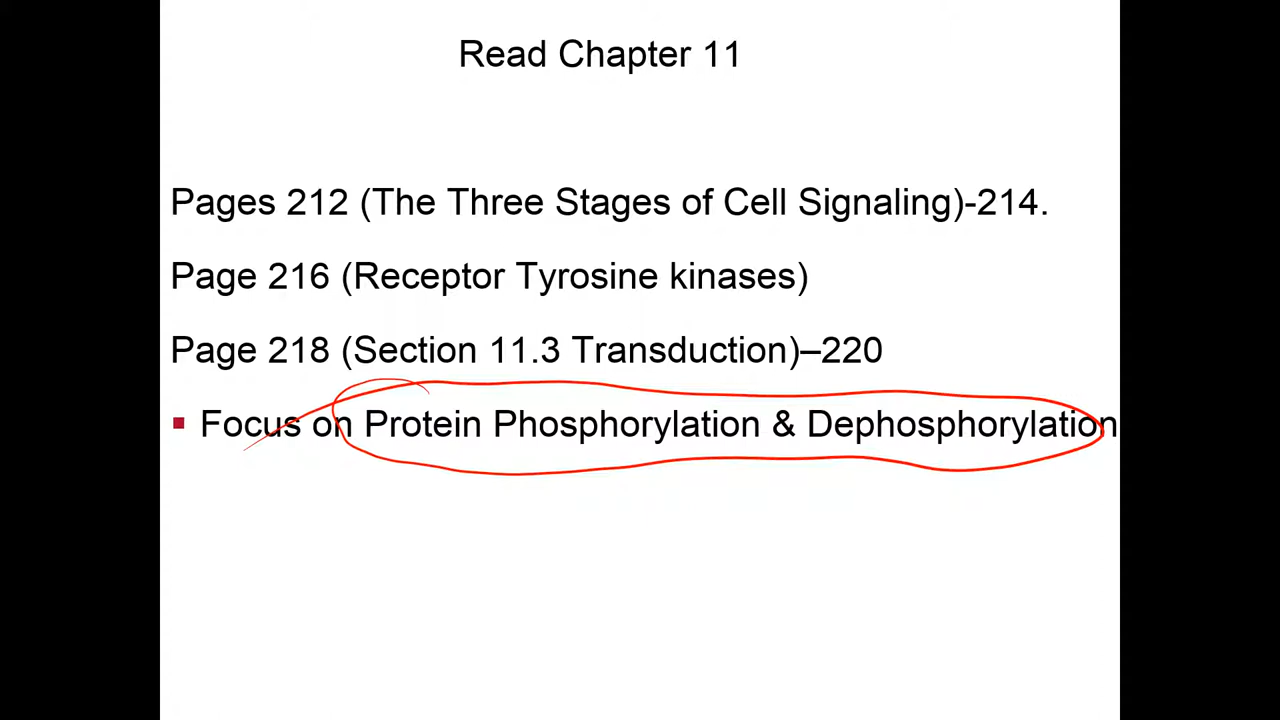 Read Chapter 11
Pages 212 (The Three Stages of Cell Signaling)-214.
Page 216 (Receptor Tyrosine kinases)
Page 218 (Section 11.3 Transduction)–220
Focus on Protein Phosphorylation & Dephosphorylation